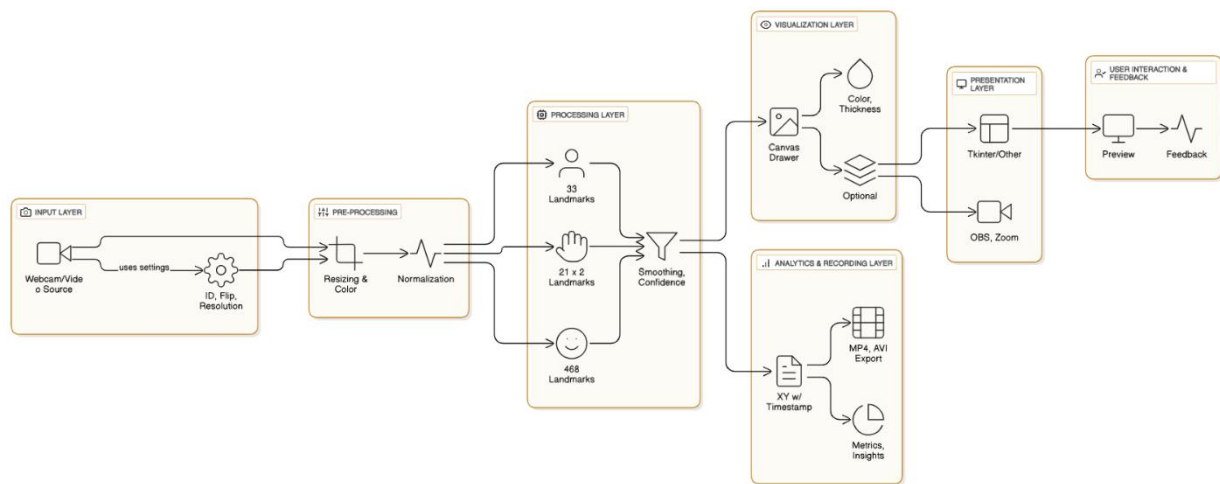 INPUT LAYER
Webcam/Vide
o Source
uses settings
ID, Flip,
Resolution
PRE-PROCESSING
Resizing &
Color
Normalization
PROCESSING LAYER
33
Landmarks
21 x 2
Landmarks
468
Landmarks
Smoothing,
Confidence
VISUALIZATION LAYER
Canvas
Drawer
Color,
Thickness
Optional
ANALYTICS & RECORDING LAYER
XY w/
Timestamp
MP4, AVI
Export
Metrics,
Insights
PRESENTATION
LAYER
Tkinter/Other
OBS, Zoom
USER INTERACTION &
FEEDBACK
Preview
Feedback